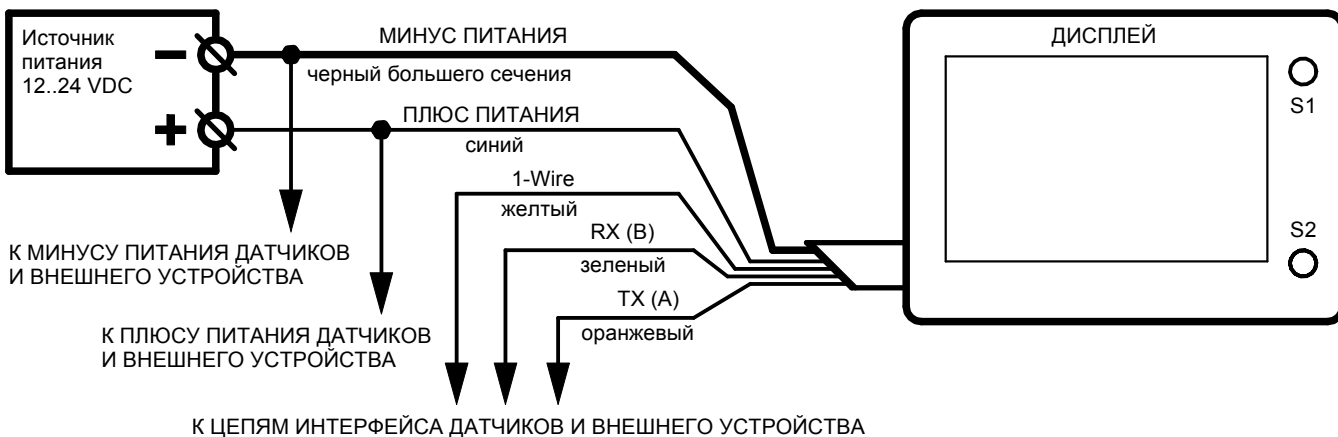 Источник
питания
12..24 VDC
−
+
МИНУС ПИТАНИЯ
черный большего сечения
ПЛЮС ПИТАНИЯ
синий
1-Wire
желтый
RX (B)
зеленый
TX (A)
оранжевый
ДИСПЛЕЙ
S1
S2
К МИНУСУ ПИТАНИЯ ДАТЧИКОВ
И ВНЕШНЕГО УСТРОЙСТВА
К ПЛЮСУ ПИТАНИЯ ДАТЧИКОВ
И ВНЕШНЕГО УСТРОЙСТВА
К ЦЕПЯМ ИНТЕРФЕЙСА ДАТЧИКОВ И ВНЕШНЕГО УСТРОЙСТВА